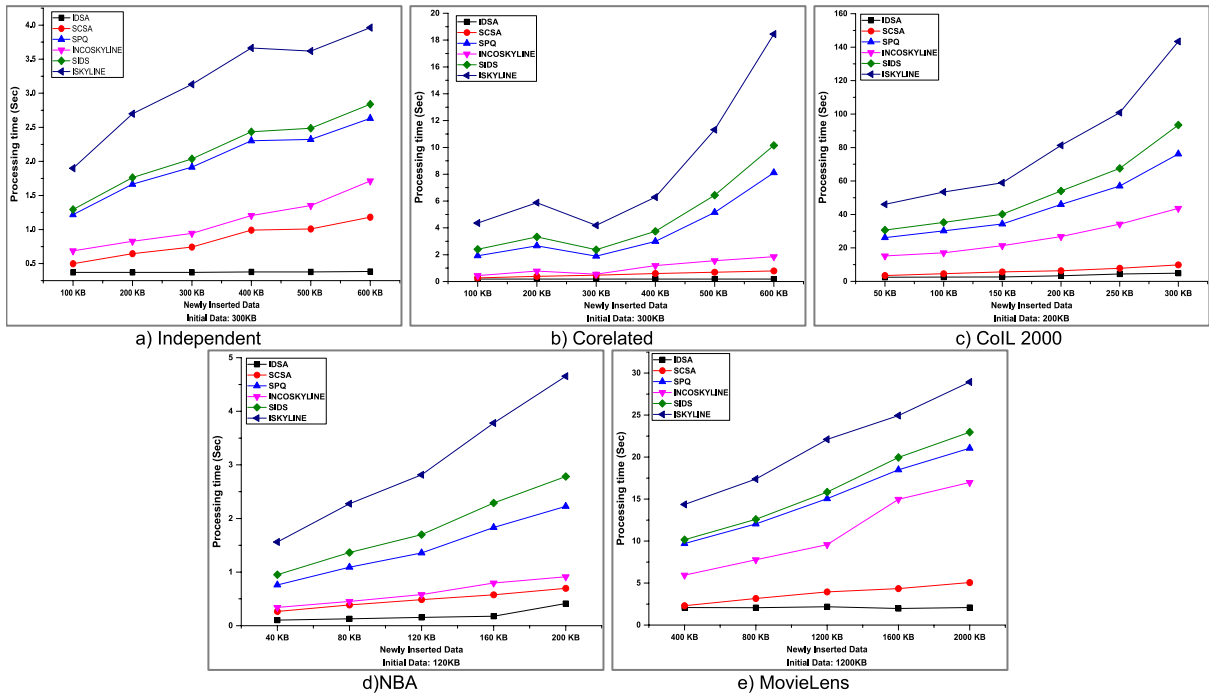 IDSA
SCSA
SPQ
INCOSKYLINE
SIDS
ISKYLINE
Processing time (Sec)
4.0
3.5
3.0
2.5
2.0
1.5
1.0
0.5
100 KB 200 KB 300 KB 400 KB 500 KB 600 KB
Newly Inserted Data
Initial Data: 300KB
a) Independent
IDSA
SCSA
SPQ
INCOSKYLINE
SIDS
ISKYLINE
Processing time (Sec)
20
18
16
14
12
10
8
6
4
2
0
100 KB 200 KB 300 KB 400 KB 500 KB 600 KB
Newly Inserted Data
Initial Data: 300KB
b) Corelated
IDSA
SCSA
SPQ
INCOSKYLINE
SIDS
ISKYLINE
Processing time (Sec)
160
140
120
100
80
60
40
20
0
50 KB 100 KB 150 KB 200 KB 250 KB 300 KB
Newly Inserted Data
Initial Data: 200KB
c) CoIL 2000
IDSA
SCSA
SPQ
INCOSKYLINE
SIDS
ISKYLINE
Processing time (Sec)
5
4
3
2
1
0
40 KB 80 KB 120 KB 160 KB 200 KB
Newly Inserted Data
Initial Data: 120KB
d)NBA
IDSA
SCSA
SPQ
INCOSKYLINE
SIDS
ISKYLINE
Processing time (Sec)
30
25
20
15
10
5
0
400 KB 800 KB 1200 KB 1600 KB 2000 KB
Newly Inserted Data
Initial Data: 1200KB
e) MovieLens